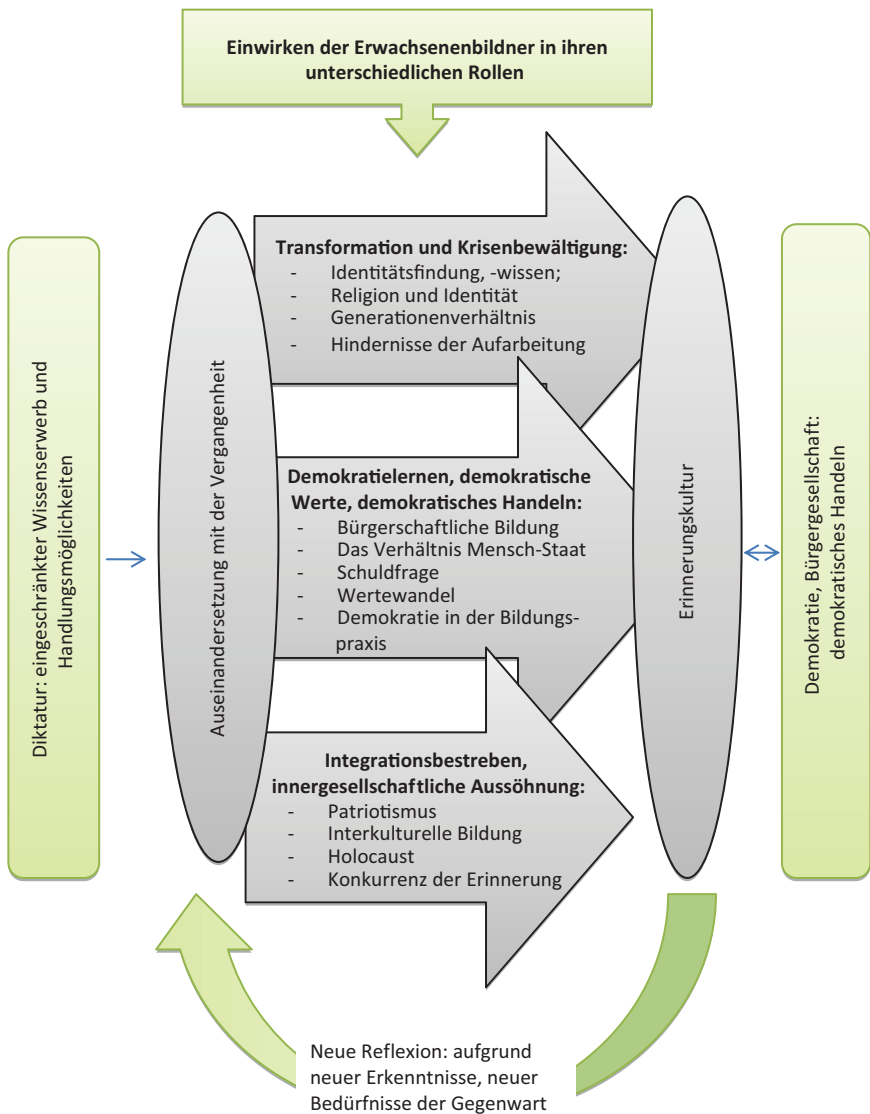 Einwirken der Erwachsenenbildner in ihren
unterschiedlichen Rollen
Diktatur: eingeschränkter Wissenserwerb und
Handlungsmöglichkeiten
Auseinandersetzung mit der Vergangenheit
Transformation und Krisenbewältigung:
- Identitätsfindung, -wissen;
- Religion und Identität
- Generationenverhältnis
- Hindernisse der Aufarbeitung
Demokratielernen, demokratische
Werte, demokratisches Handeln:
- Bürgerschaftliche Bildung
- Das Verhältnis Mensch-Staat
- Schuldfrage
- Wertewandel
- Demokratie in der Bildungs-
praxis
Integrationsbestreben,
innergesellschaftliche Aussöhnung:
- Patriotismus
- Interkulturelle Bildung
- Holocaust
- Konkurrenz der Erinnerung
Erinnerungskultur
Demokratie, Bürgergesellschaft:
demokratisches Handeln
Neue Reflexion: aufgrund
neuer Erkenntnisse, neuer
Bedürfnisse der Gegenwart